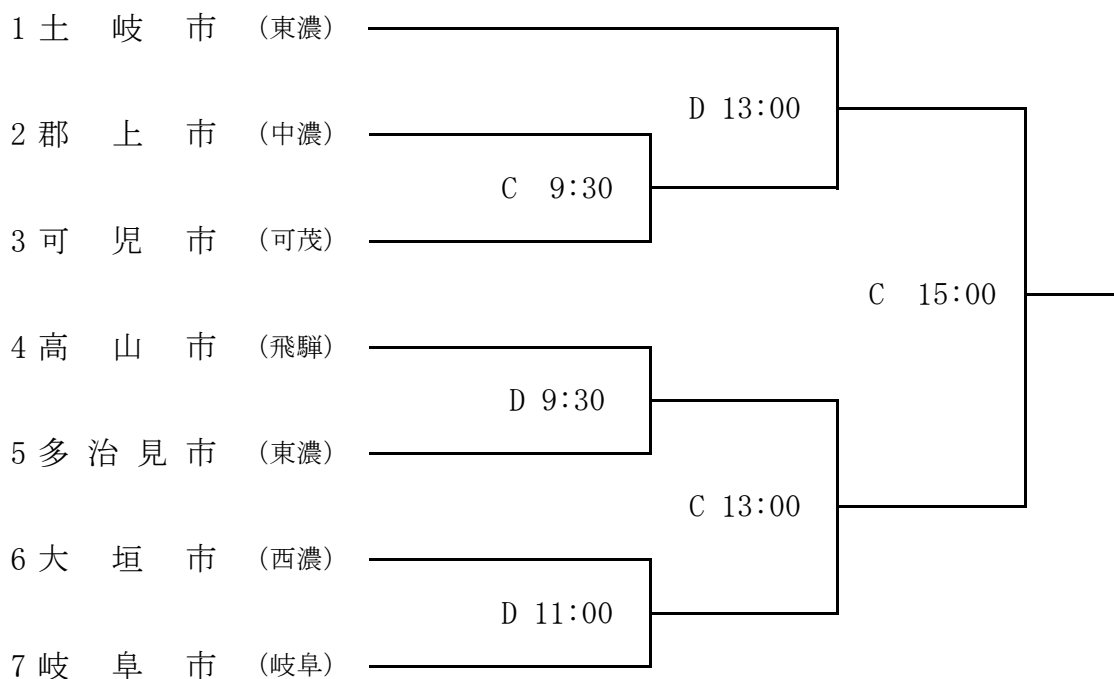 1 土岐市 (東濃)
D 13:00
2 郡上市 (中濃)
C 9:30
3 可児市 (可茂)
C 15:00
4 高山市 (飛騨)
D 9:30
5 多治見市 (東濃)
C 13:00
6 大垣市 (西濃)
D 11:00
7 岐阜市 (岐阜)